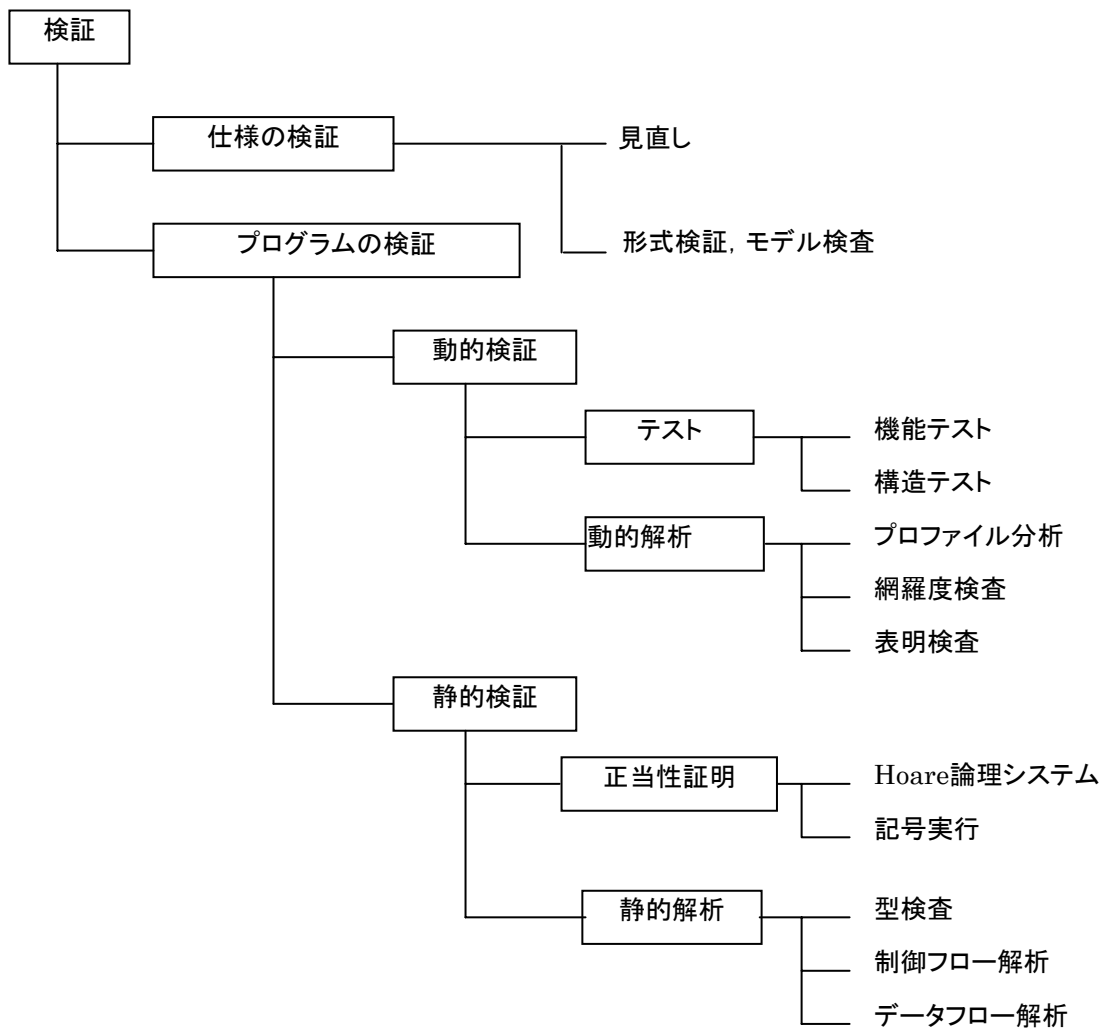 検証
仕様の検証
見直し
プログラムの検証
形式検証, モデル検査
動的検証
テスト
機能テスト
構造テスト
動的解析
プロファイル分析
網羅度検査
表明検査
静的検証
正当性証明
Hoare論理システム
記号実行
静的解析
型検査
制御フロー解析
データフロー解析